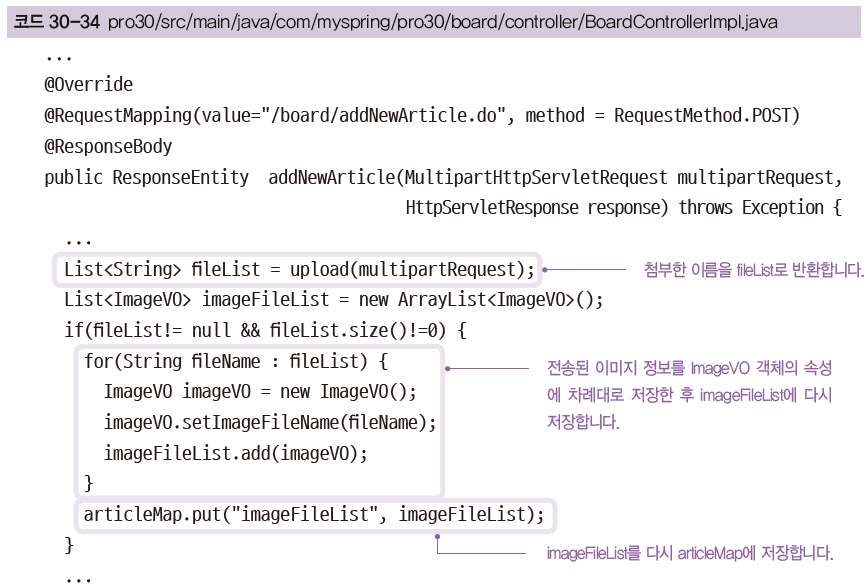 코드 30-34 pro30/src/main/java/com/myspring/pro30/board/controller/BoardControllerImpl.java
...
@Override
@RequestMapping(value="/board/addNewArticle.do", method = RequestMethod.POST)
@ResponseBody
public ResponseEntity  addNewArticle(MultipartHttpServletRequest multipartRequest,
HttpServletResponse response) throws Exception {
...
List<String> fileList = upload(multipartRequest);
첨부한 이름을 fileList로 반환합니다.
List<ImageVO> imageFileList = new ArrayList<ImageVO>();
if(fileList!= null && fileList.size()!=0) {
for(String fileName : fileList) {
ImageVO imageVO = new ImageVO();
imageVO.setImageFileName(fileName);
imageFileList.add(imageVO);
}
전송된 이미지 정보를 ImageVO 객체의 속성
에 차례대로 저장한 후 imageFileList에 다시
저장합니다.
articleMap.put("imageFileList", imageFileList);
}
imageFileList를 다시 articleMap에 저장합니다.
...